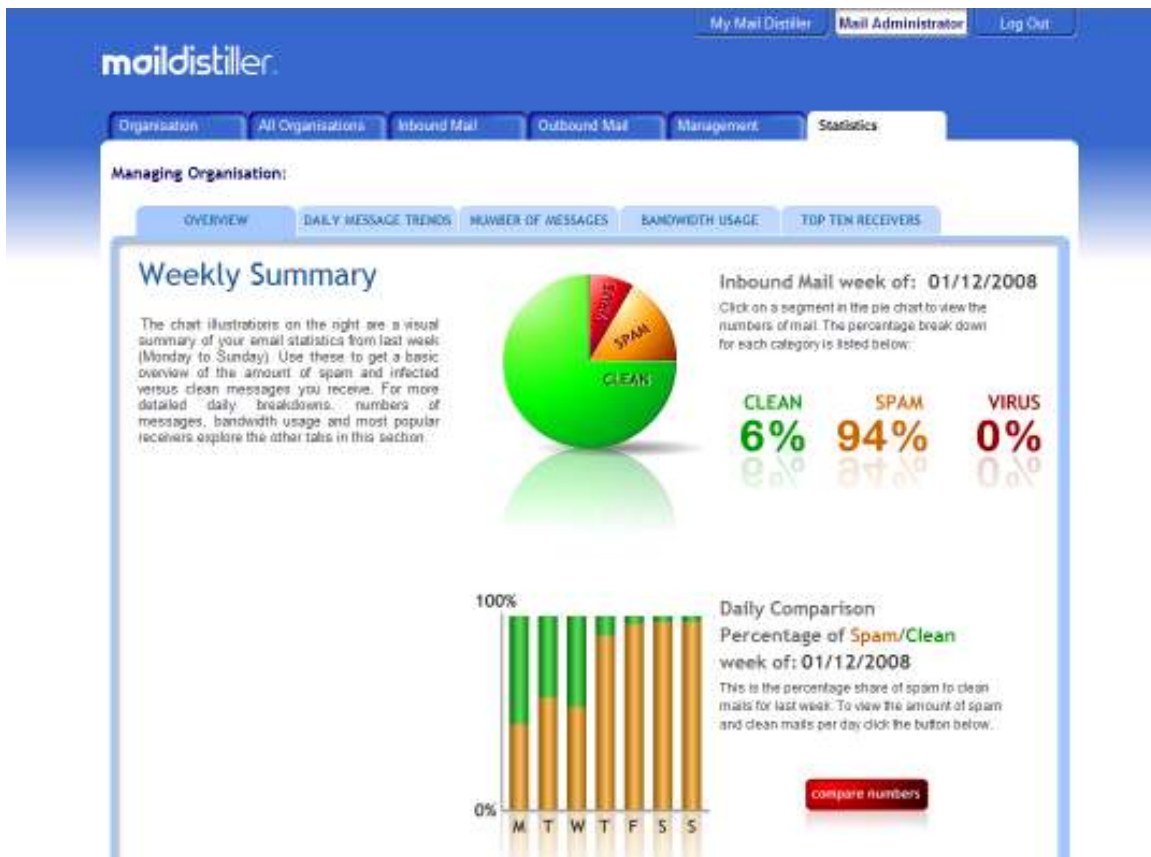 My Mail Distiller Mail Administrator Log Out
maildistiller.
Organisation All Organisations Inbound Mail Outbound Mail Management Statistics
Managing Organisation:
OVERVIEW DAILY MESSAGE TRENDS NUMBER OF MESSAGES BANDWIDTH USAGE TOP TEN RECEIVERS
Weekly Summary
The chart illustrations on the right are a visual
summary of your email statistics from last week
(Monday to Sunday). Use these to get a basic
overview of the amount of spam and infected
versus clean messages you receive. For more
detailed daily breakdowns, numbers of
messages, bandwidth usage and most popular
receivers explore the other tabs in this section
VIRUS
SPAM
CLEAN
Inbound Mail week of: 01/12/2008
Click on a segment in the pie chart to view the
numbers of mail. The percentage break down
for each category is listed below:
CLEAN SPAM VIRUS
6% 94% 0%
100%
0%
M T W T F S S
Daily Comparison
Percentage of Spam/Clean
week of: 01/12/2008
This is the percentage share of spam to clean
mails for last week. To view the amount of spam
and clean mails per day click the button below.
compare numbers